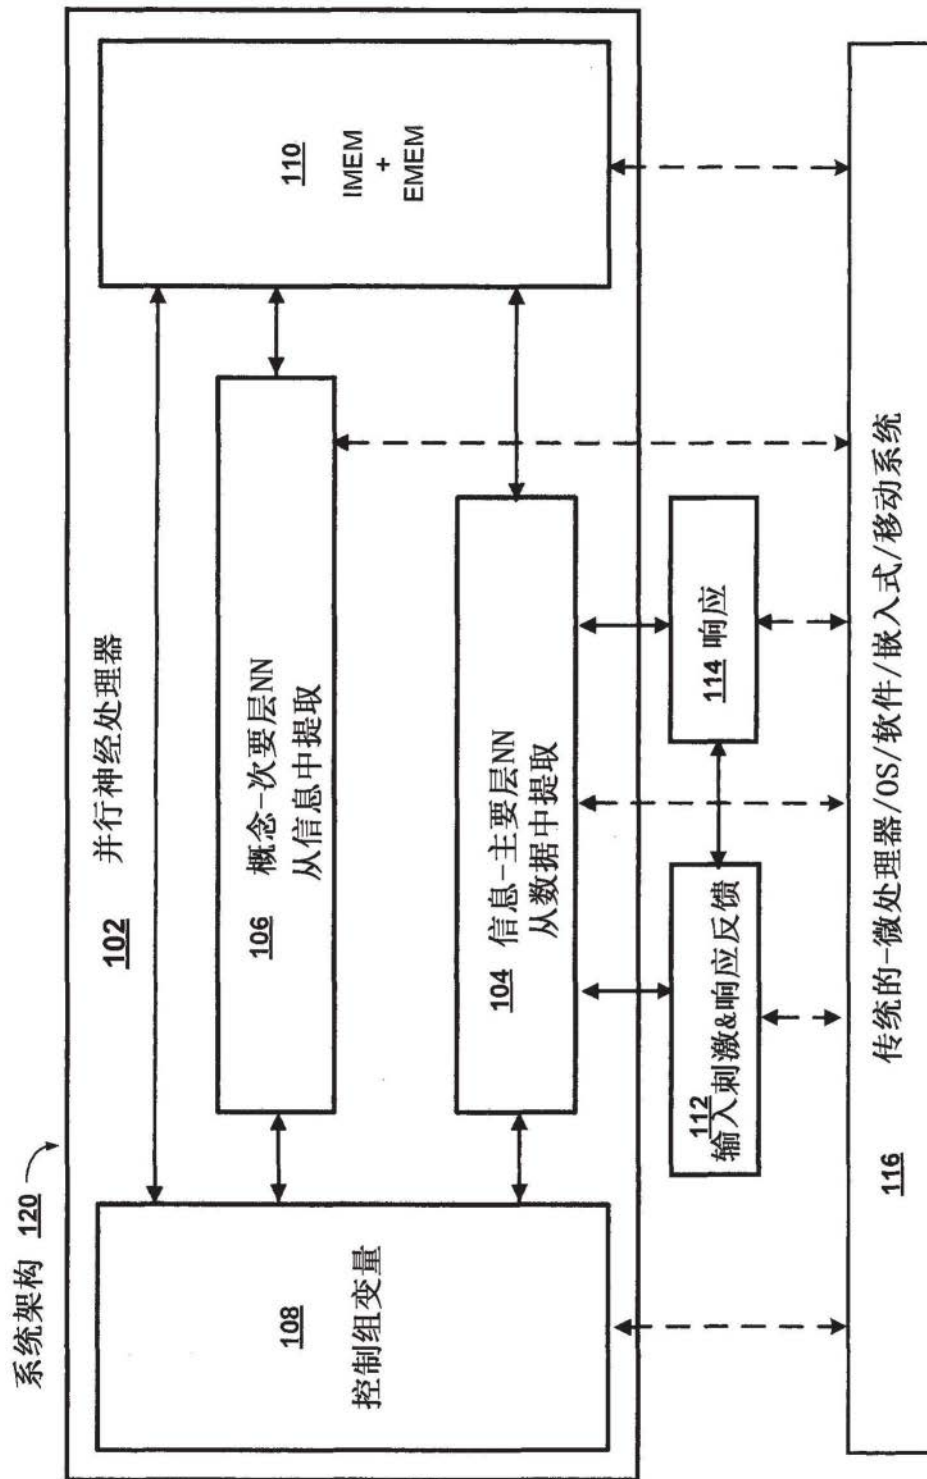 系统架构 120
102 并行神经处理器
108
控制组变量
106 概念-次要层NN
从信息中提取
104 信息-主要层NN
从数据中提取
110
IMEM
+
EMEM
112
输入刺激&响应反馈
114 响应
116 传统的-微处理器/OS/软件/嵌入式/移动系统